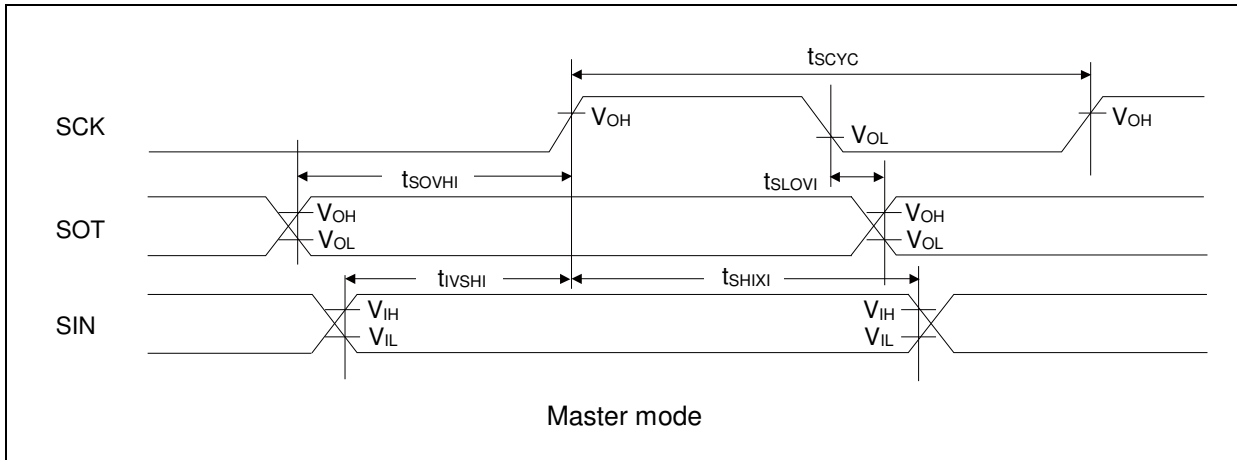 tSCYC
SCK
VOH
VOL
VOH
tSOVHI
tSLOVI
SOT
VOH
VOL
VOH
VOL
tIVSHI
tSHIXI
SIN
VIH
VIL
VIH
VIL
Master mode